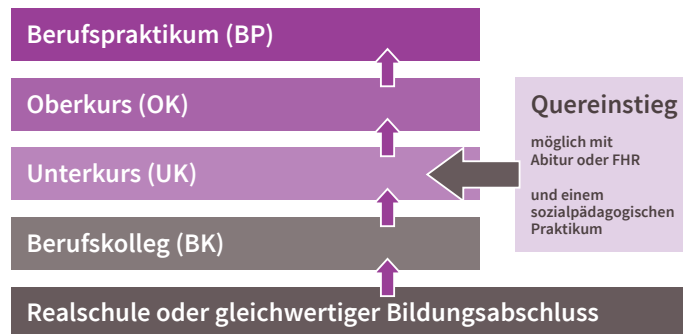 Berufspraktikum (BP)
Oberkurs (OK)
Quereinstieg
möglich mit
Abitur oder FHR
und einem
sozialpädagogischen
Praktikum
Unterkurs (UK)
Berufskolleg (BK)
Realschule oder gleichwertiger Bildungsabschluss